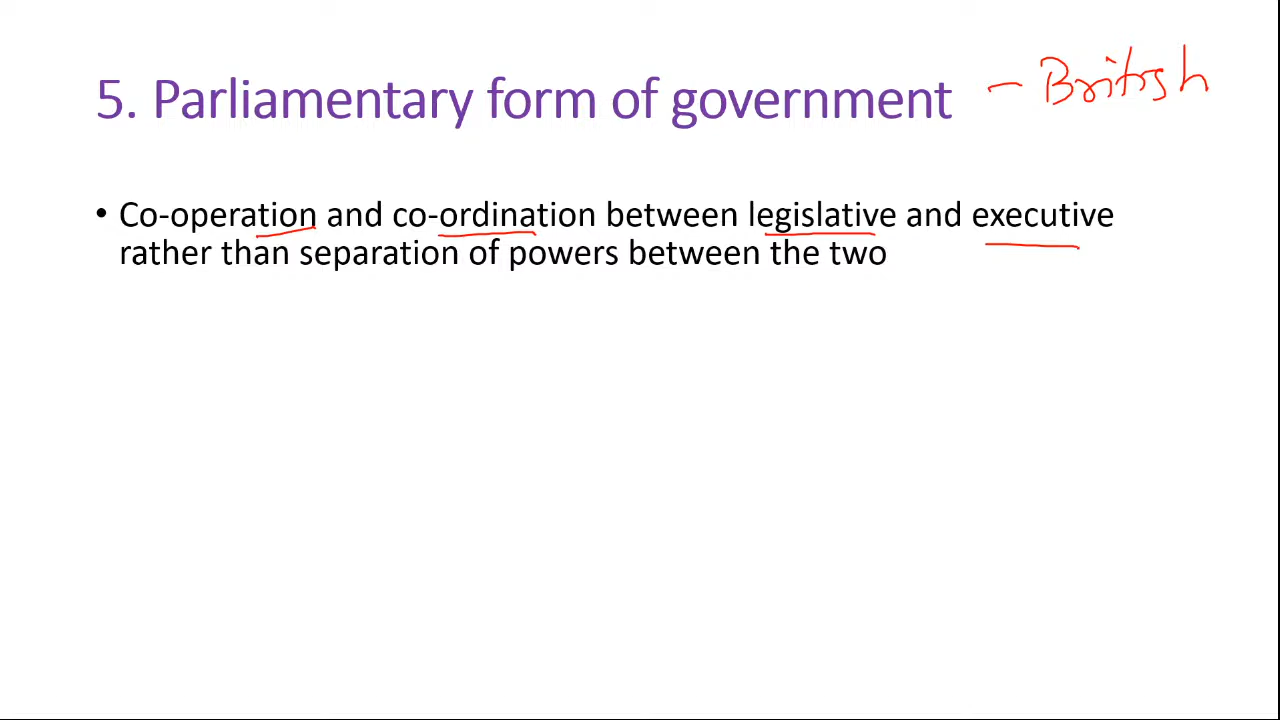 5. Parliamentary form of government - British
• Co-operation and co-ordination between legislative and executive
rather than separation of powers between the two